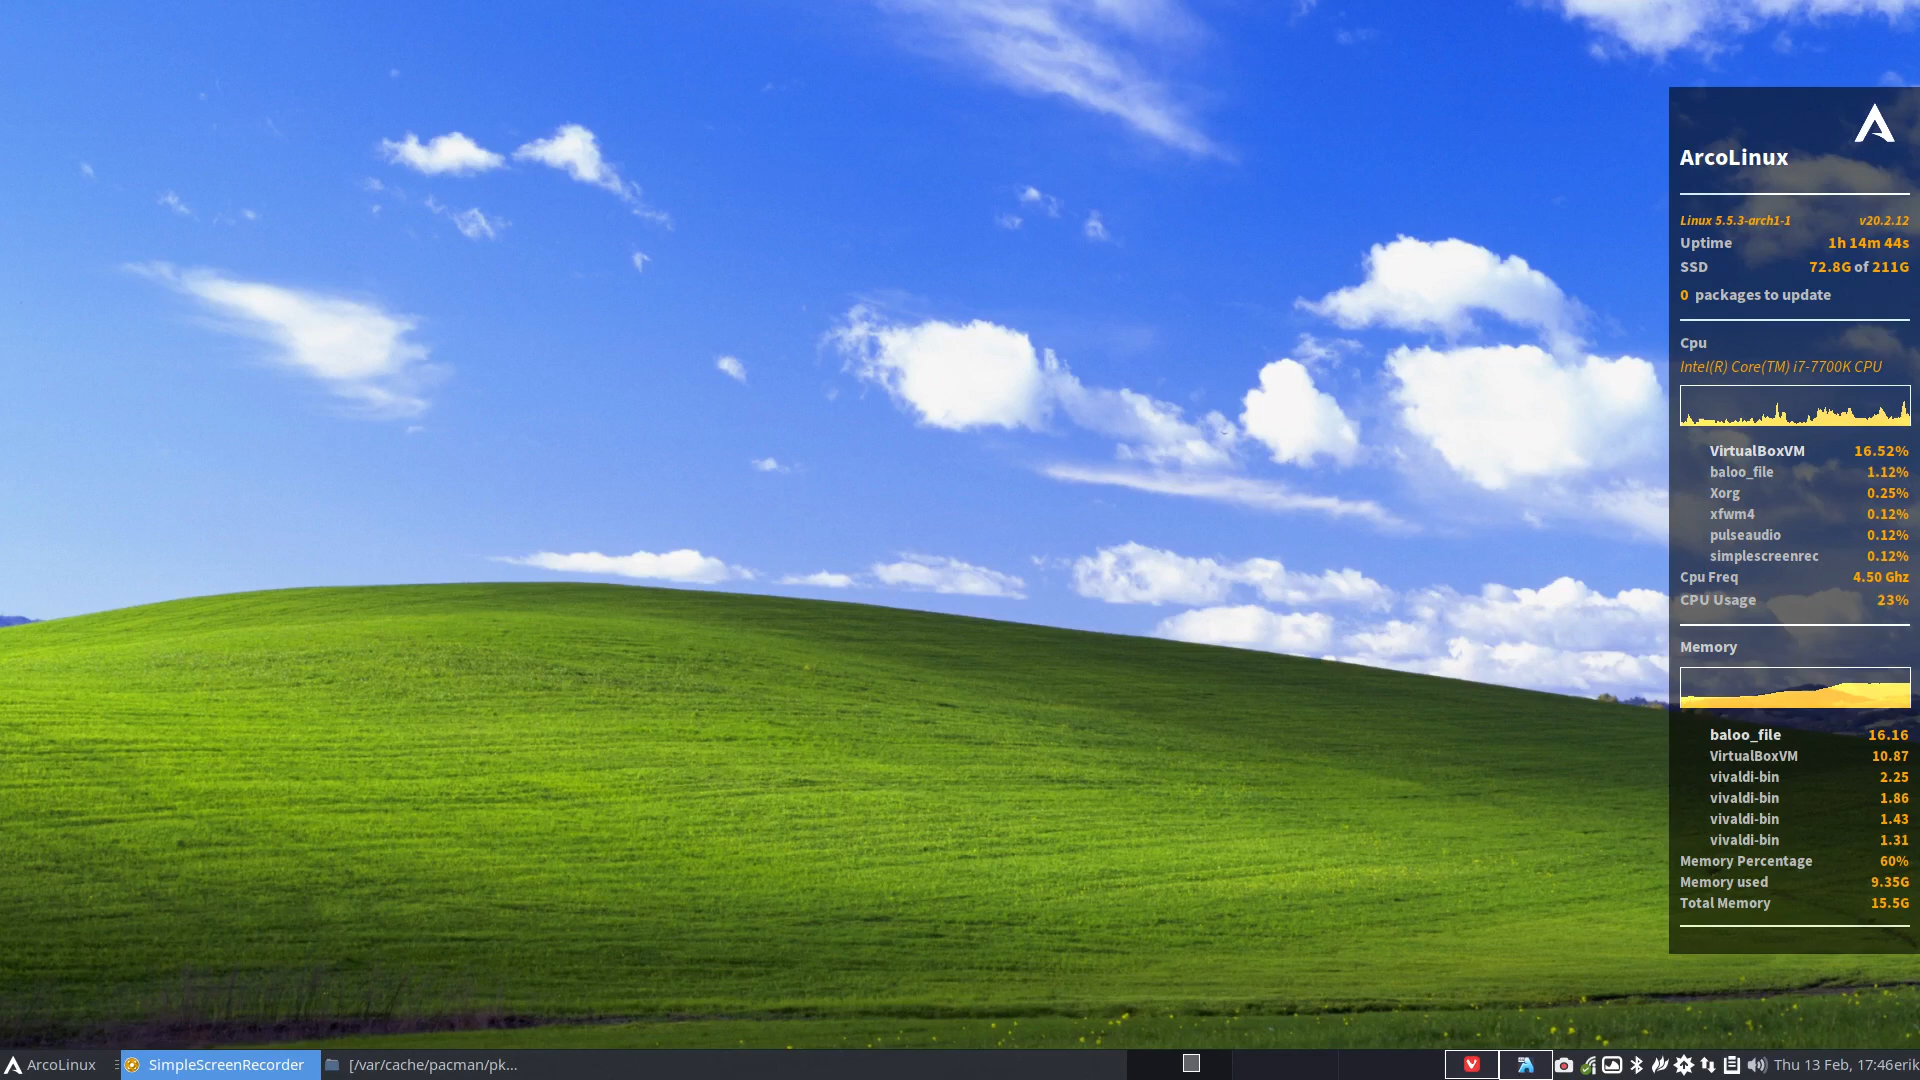 ArcoLinux
Linux 5.5.3-arch1-1 v20.2.12
Uptime 1h 14m 44s
SSD 72.8G of 211G
0 packages to update
Cpu
Intel(R) Core(TM) i7-7700K CPU
VirtualBoxVM 16.52%
baloo_file 1.12%
Xorg 0.25%
xfwm4 0.12%
pulseaudio 0.12%
simplescreenrec 0.12%
Cpu Freq 4.50 Ghz
CPU Usage 23%
Memory
baloo_file 16.16
VirtualBoxVM 10.87
vivaldi-bin 2.25
vivaldi-bin 1.86
vivaldi-bin 1.43
vivaldi-bin 1.31
Memory Percentage 60%
Memory used 9.35G
Total Memory 15.5G
ArcoLinux SimpleScreenRecorder [/var/cache/pacman/pk... Thu 13 Feb, 17:46erik